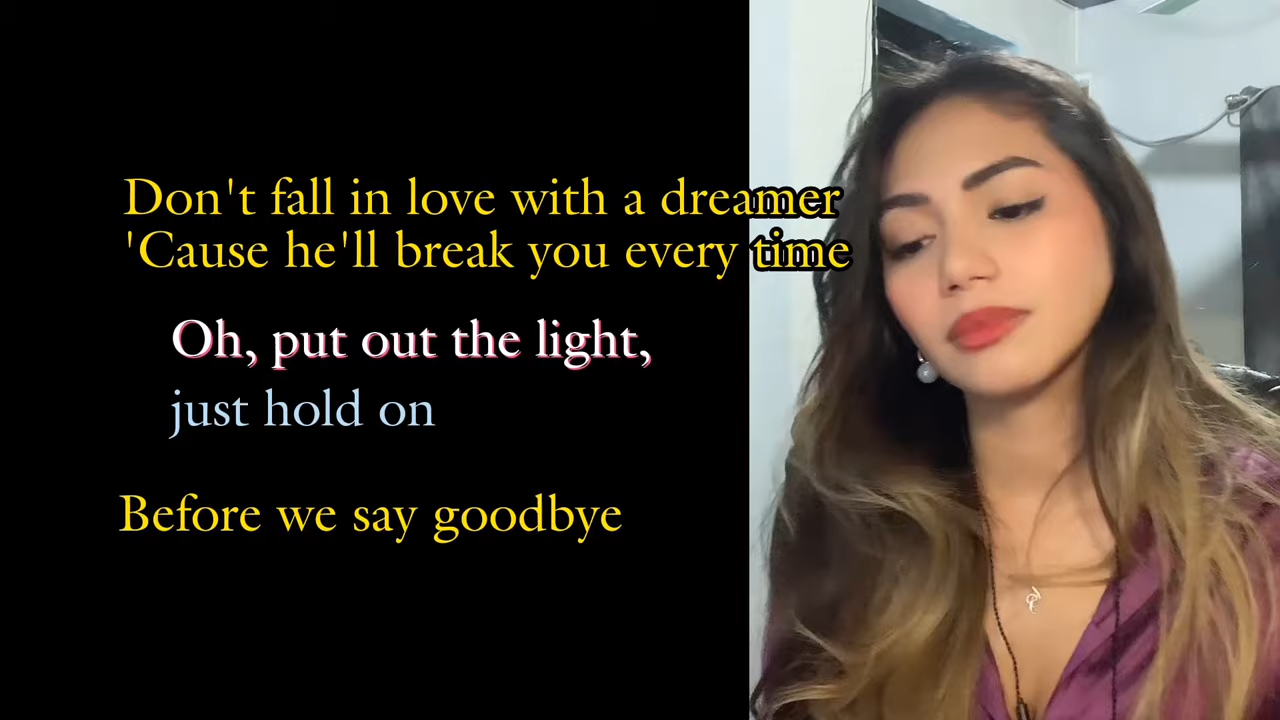 Don't fall in love with a dreamer
'Cause he'll break you every time
Oh, put out the light,
just hold on
Before we say goodbye